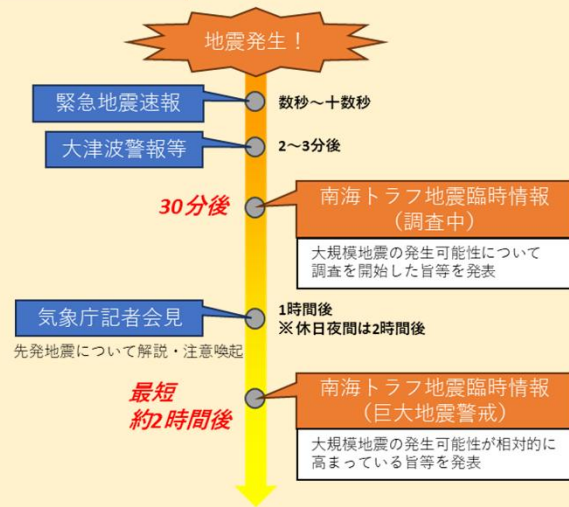 地震発生！
緊急地震速報
数秒～十数秒
大津波警報等
2～3分後
30分後
南海トラフ地震臨時情報
（調査中）
大規模地震の発生可能性について
調査を開始した旨等を発表
気象庁記者会見
1時間後
※休日夜間は2時間後
先発地震について解説・注意喚起
最短
約2時間後
南海トラフ地震臨時情報
（巨大地震警戒）
大規模地震の発生可能性が相対的に
高まっている旨等を発表